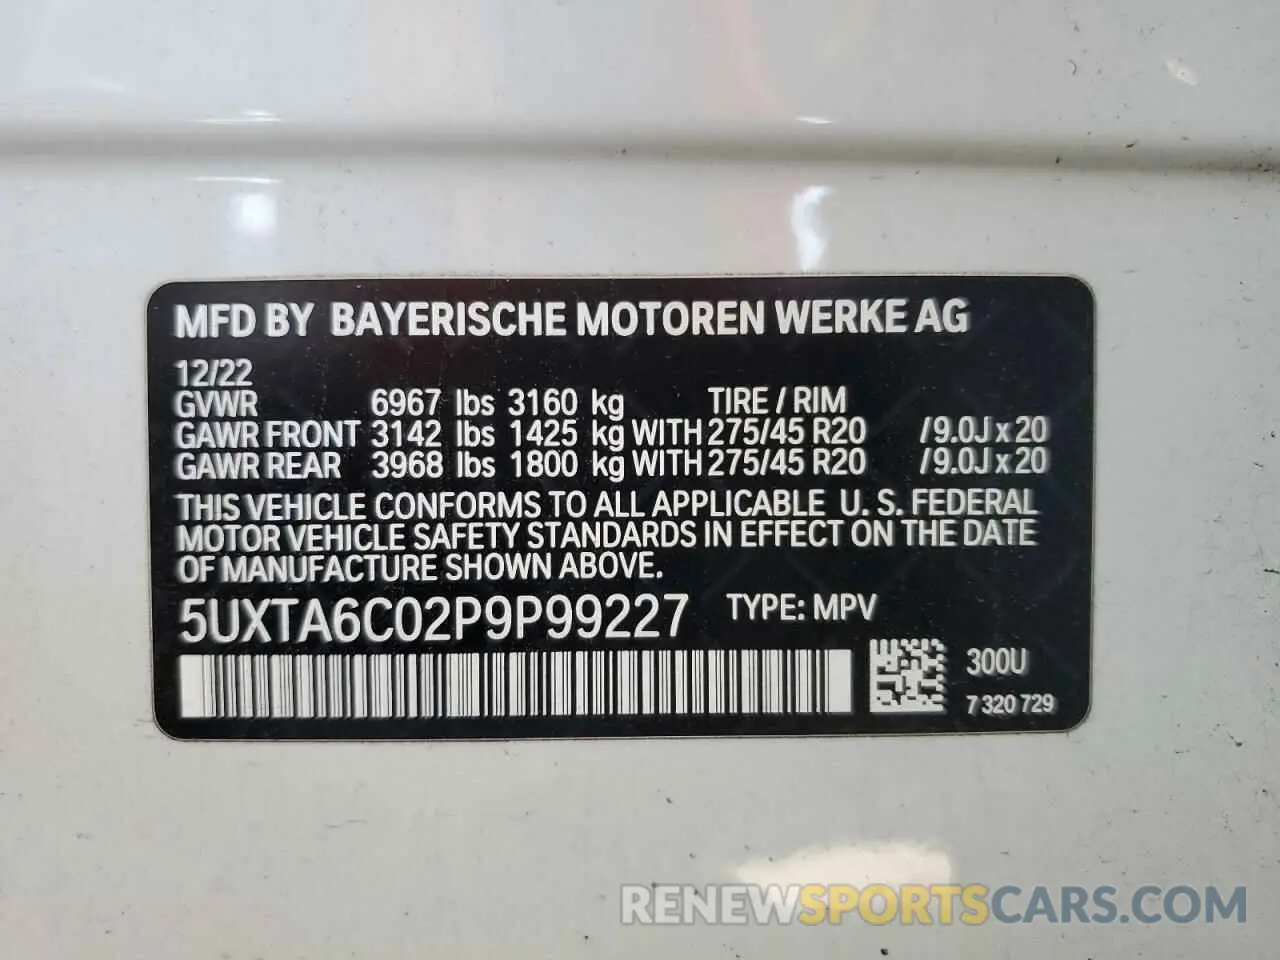 MFD BY BAYERISCHE MOTOREN WERKE AG
12/22
GVWR 6967 lbs 3160 kg TIRE / RIM
GAWR FRONT 3142 lbs 1425 kg WITH 275/45 R20 /9.0J x 20
GAWR REAR 3968 lbs 1800 kg WITH 275/45 R20 /9.0J x 20
THIS VEHICLE CONFORMS TO ALL APPLICABLE U. S. FEDERAL
MOTOR VEHICLE SAFETY STANDARDS IN EFFECT ON THE DATE
OF MANUFACTURE SHOWN ABOVE.
5UXTA6C02P9P99227 TYPE: MPV
300U
7 320 729
RENEWSPORTSCARS.COM